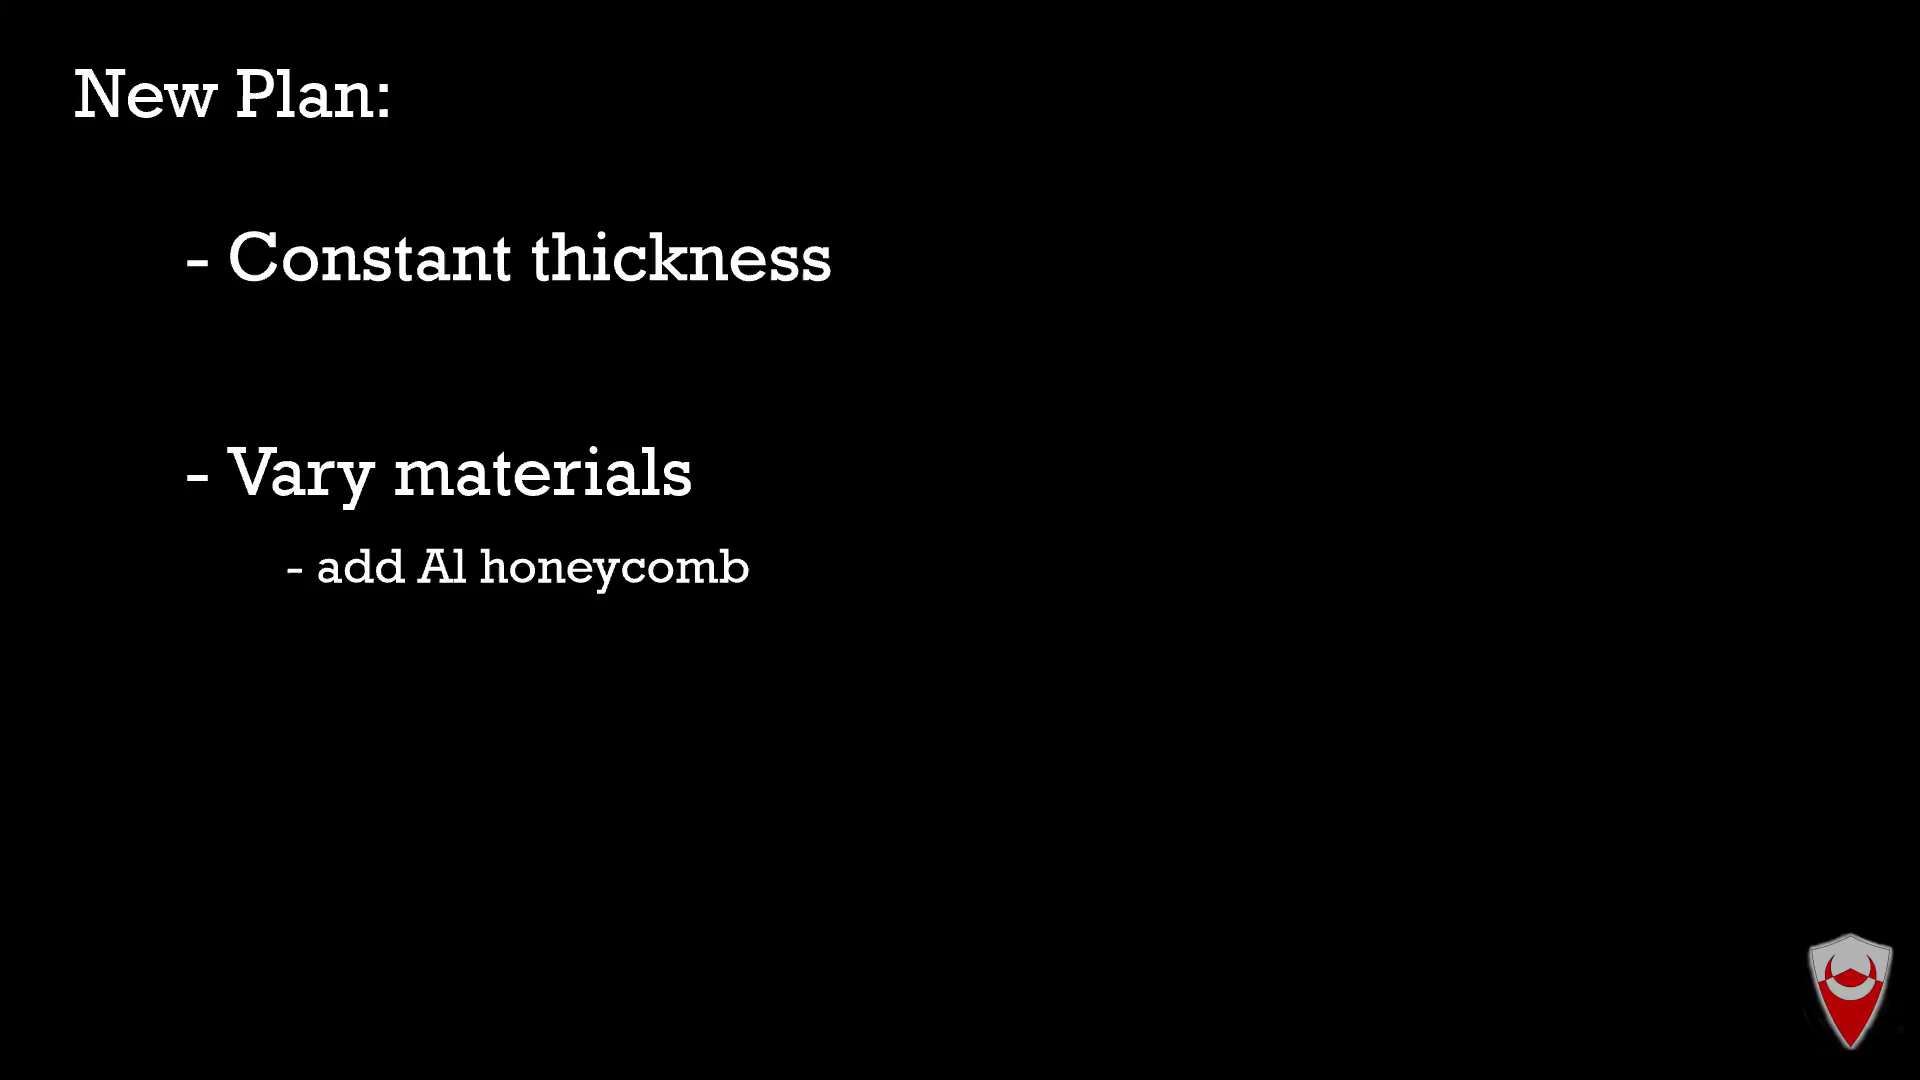 New Plan:
- Constant thickness
- Vary materials
- add Al honeycomb